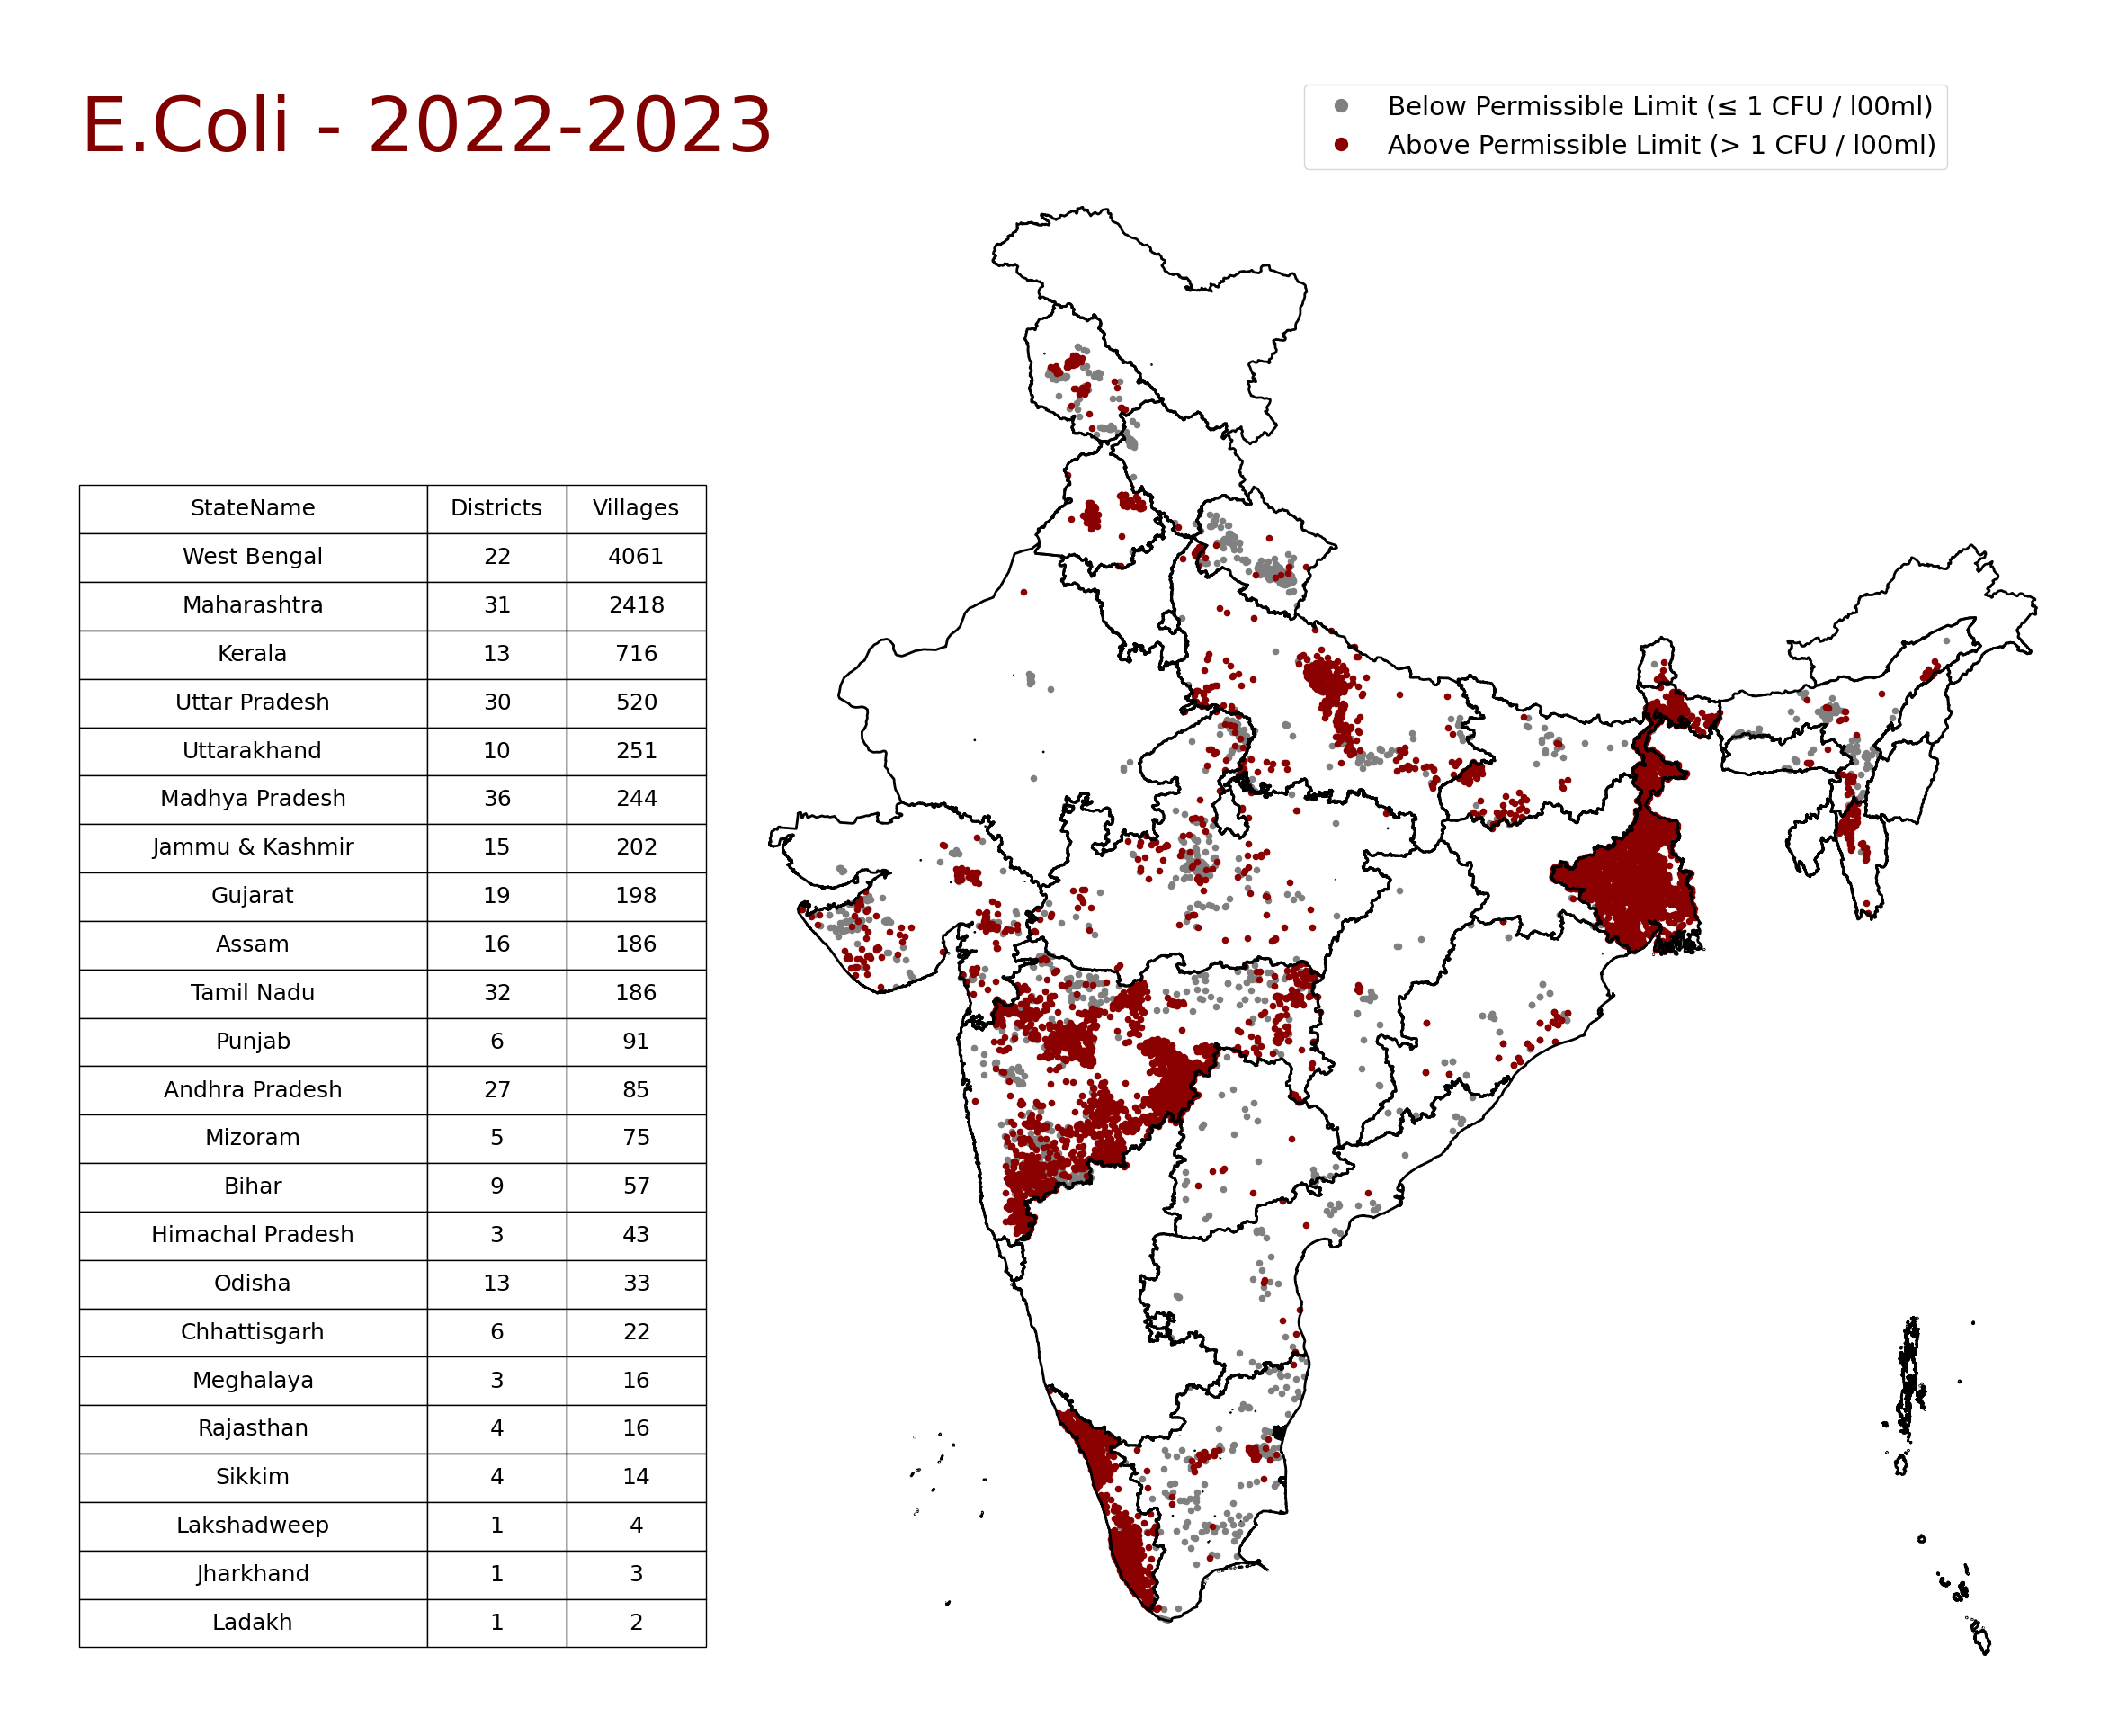 E.Coli - 2022-2023
Below Permissible Limit (≤ 1 CFU / l00ml)
Above Permissible Limit (> 1 CFU / l00ml)
StateName Districts Villages
West Bengal 22 4061
Maharashtra 31 2418
Kerala 13 716
Uttar Pradesh 30 520
Uttarakhand 10 251
Madhya Pradesh 36 244
Jammu & Kashmir 15 202
Gujarat 19 198
Assam 16 186
Tamil Nadu 32 186
Punjab 6 91
Andhra Pradesh 27 85
Mizoram 5 75
Bihar 9 57
Himachal Pradesh 3 43
Odisha 13 33
Chhattisgarh 6 22
Meghalaya 3 16
Rajasthan 4 16
Sikkim 4 14
Lakshadweep 1 4
Jharkhand 1 3
Ladakh 1 2